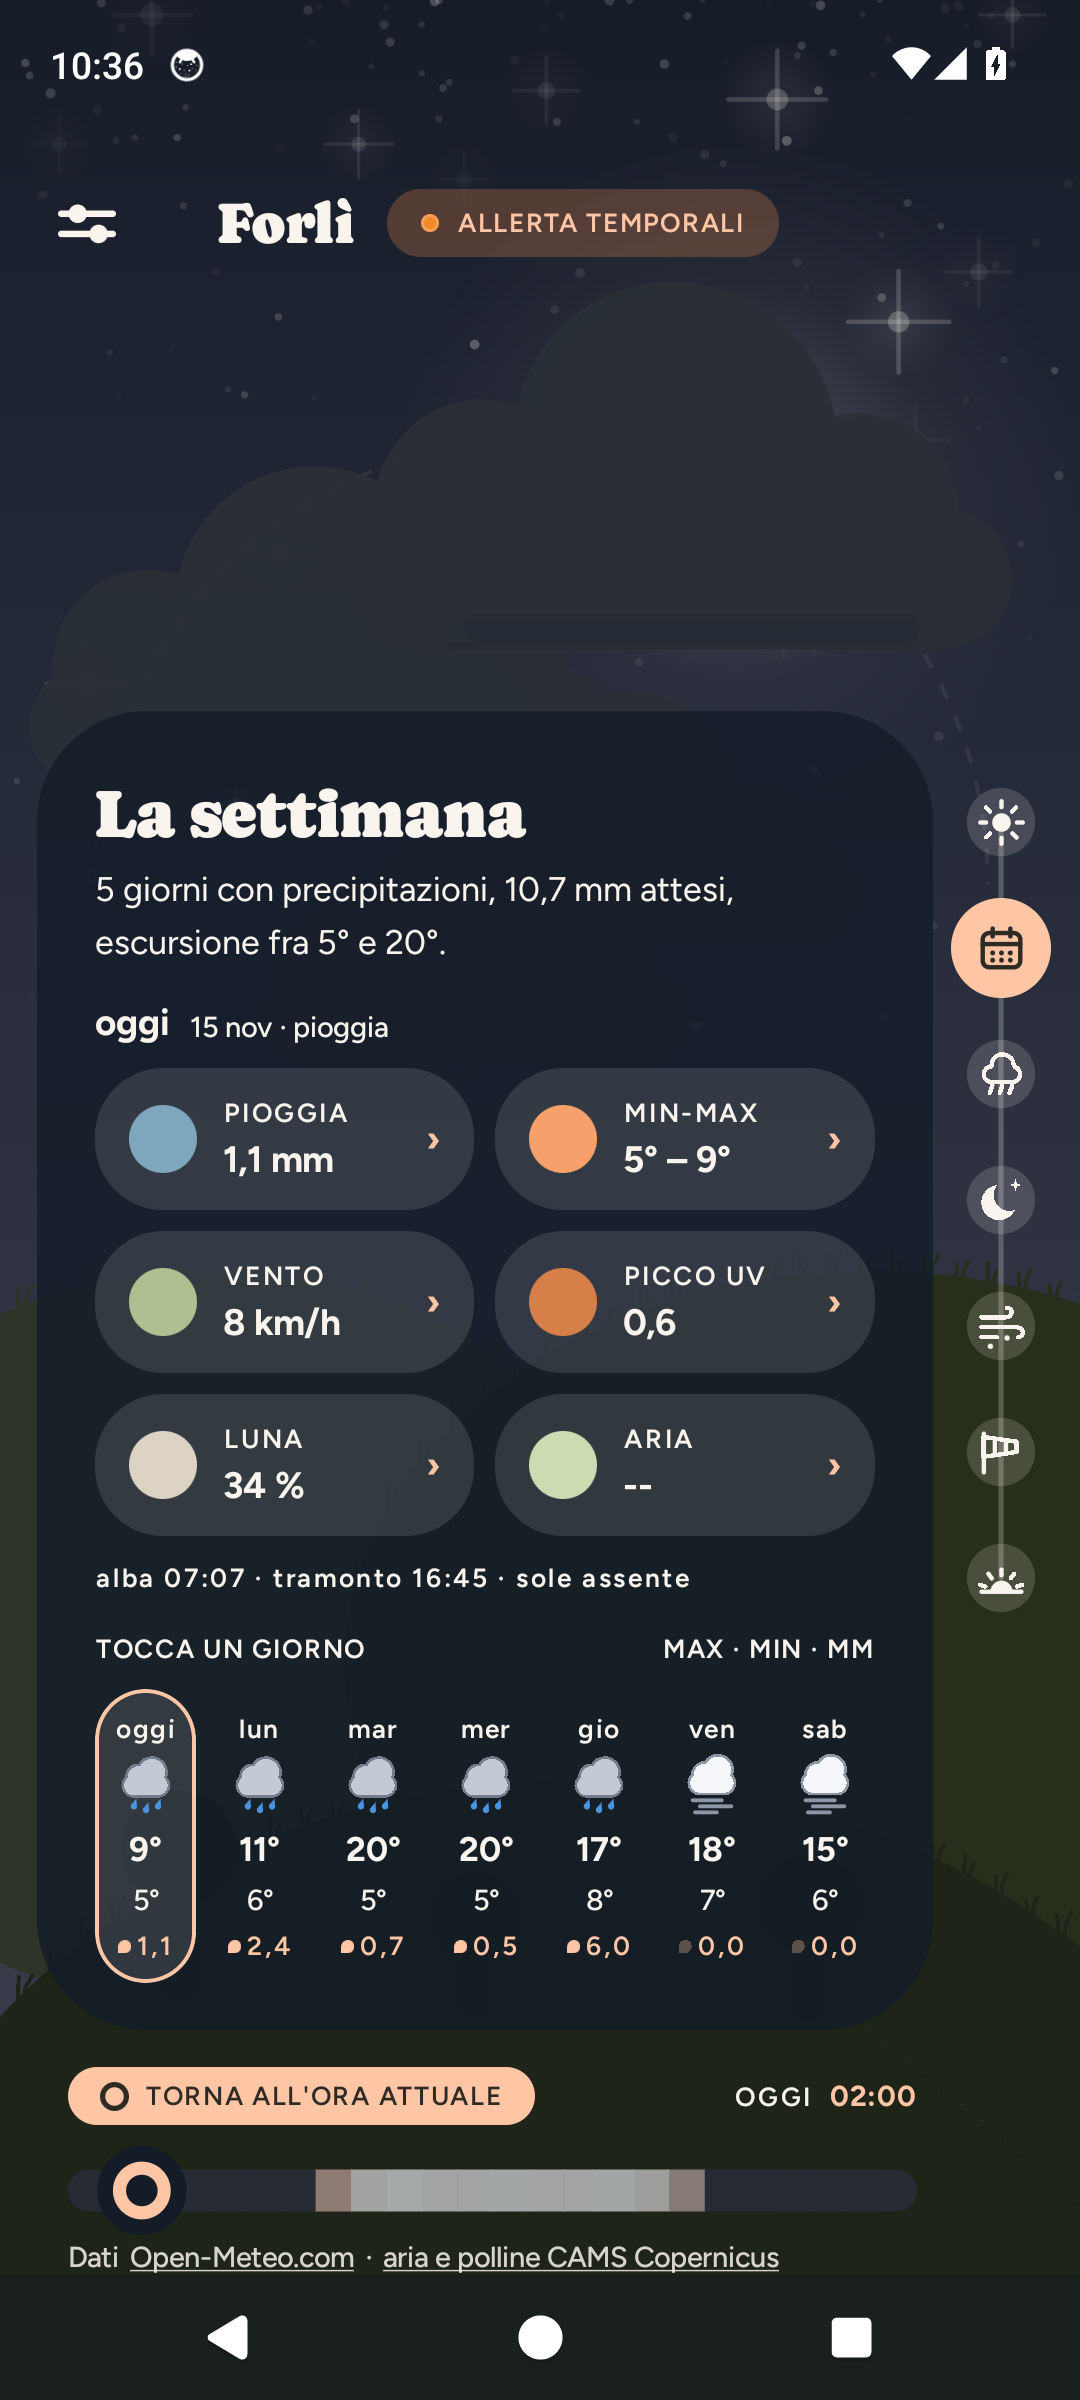 10:36
Forlì
ALLERTA TEMPORALI
La settimana
5 giorni con precipitazioni, 10,7 mm attesi,
escursione fra 5° e 20°.
oggi 15 nov · pioggia
PIOGGIA
1,1 mm
›
MIN-MAX
5° – 9°
›
VENTO
8 km/h
›
PICCO UV
0,6
›
LUNA
34 %
›
ARIA
--
›
alba 07:07 · tramonto 16:45 · sole assente
TOCCA UN GIORNO
MAX · MIN · MM
oggi lun mar mer gio ven sab
9° 11° 20° 20° 17° 18° 15°
5° 6° 5° 5° 8° 7° 6°
1,1 2,4 0,7 0,5 6,0 0,0 0,0
TORNA ALL'ORA ATTUALE
OGGI 02:00
Dati Open-Meteo.com · aria e polline CAMS Copernicus